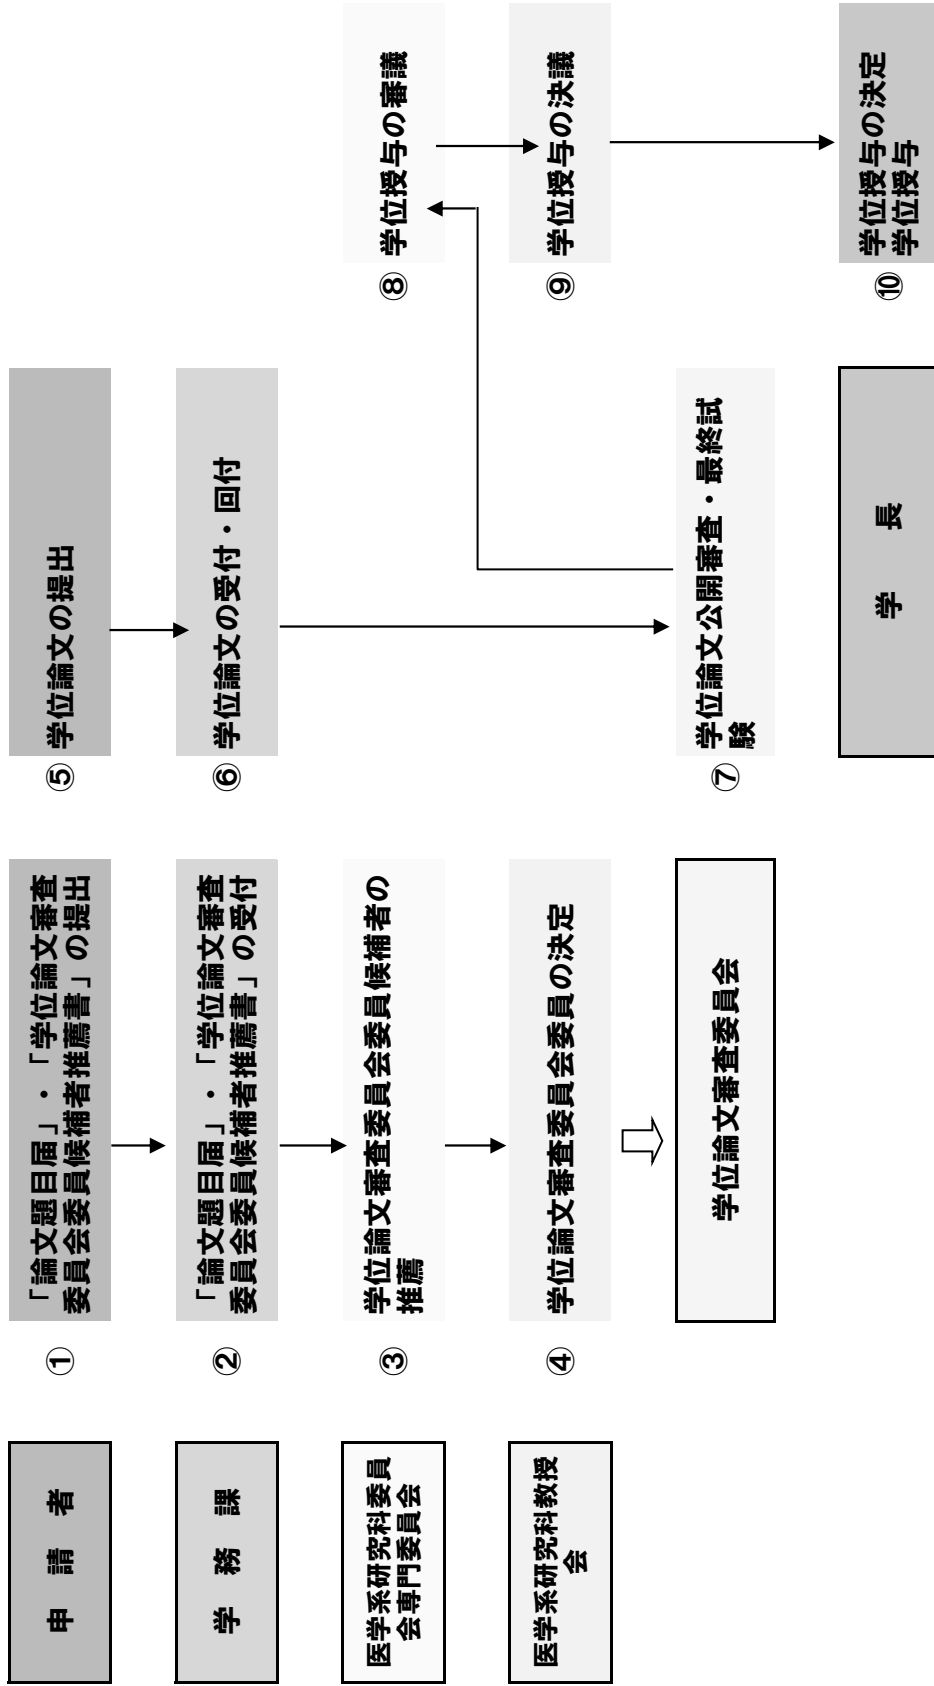 申　請　者
①
「論文題目届」・「学位論文審査
委員会委員候補者推薦書」の提出
⑤
学位論文の提出
学　務　課
②
「論文題目届」・「学位論文審査
委員会委員候補者推薦書」の受付
⑥
学位論文の受付・回付
医学系研究科委員
会専門委員会
③
学位論文審査委員会委員候補者の
推薦
⑧
学位授与の審議
医学系研究科教授
会
④
学位論文審査委員会委員の決定
⑨
学位授与の決議
学位論文審査委員会
⑦
学位論文公開審査・最終試
験
学　長
⑩
学位授与の決定
学位授与